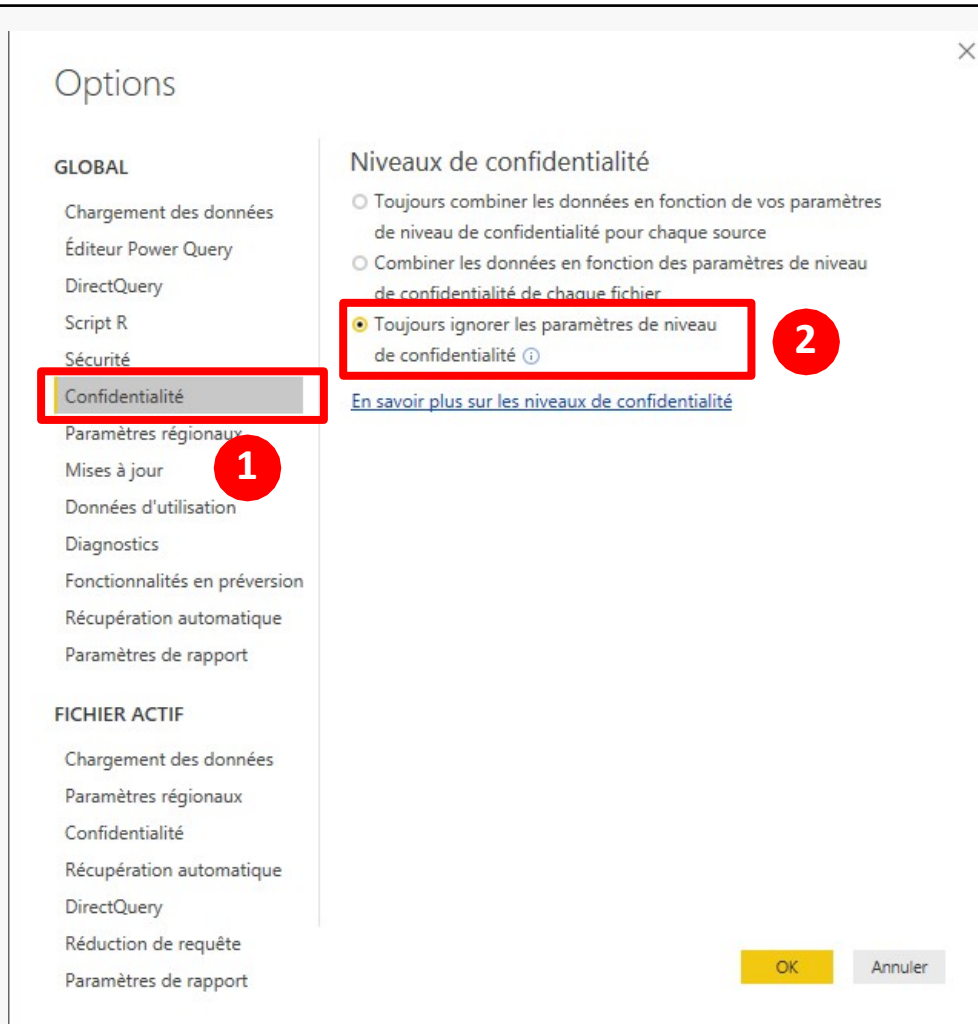 Options
GLOBAL
Chargement des données
Éditeur Power Query
DirectQuery
Script R
Sécurité
Confidentialité
Paramètres régionaux
Mises à jour
1
Données d'utilisation
Diagnostics
Fonctionnalités en préversion
Récupération automatique
Paramètres de rapport
FICHIER ACTIF
Chargement des données
Paramètres régionaux
Confidentialité
Récupération automatique
DirectQuery
Réduction de requête
Paramètres de rapport
Niveaux de confidentialité
Toujours combiner les données en fonction de vos paramètres
de niveau de confidentialité pour chaque source
Combiner les données en fonction des paramètres de niveau
de confidentialité de chaque fichier
Toujours ignorer les paramètres de niveau
de confidentialité
2
En savoir plus sur les niveaux de confidentialité
OK
Annuler